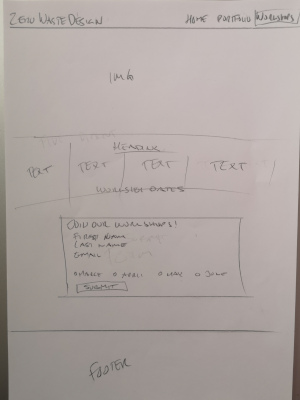 ZERO WASTE DESIGN
HOME PORTFOLIO WORKSHOPS
IMG
HEADER
TEXT TEXT TEXT TEXT
WORKSHOP DATES
JOIN OUR WORKSHOPS!
FIRST NAME
LAST NAME
EMAIL
MARCH APRIL MAY JUNE
SUBMIT
FOOTER